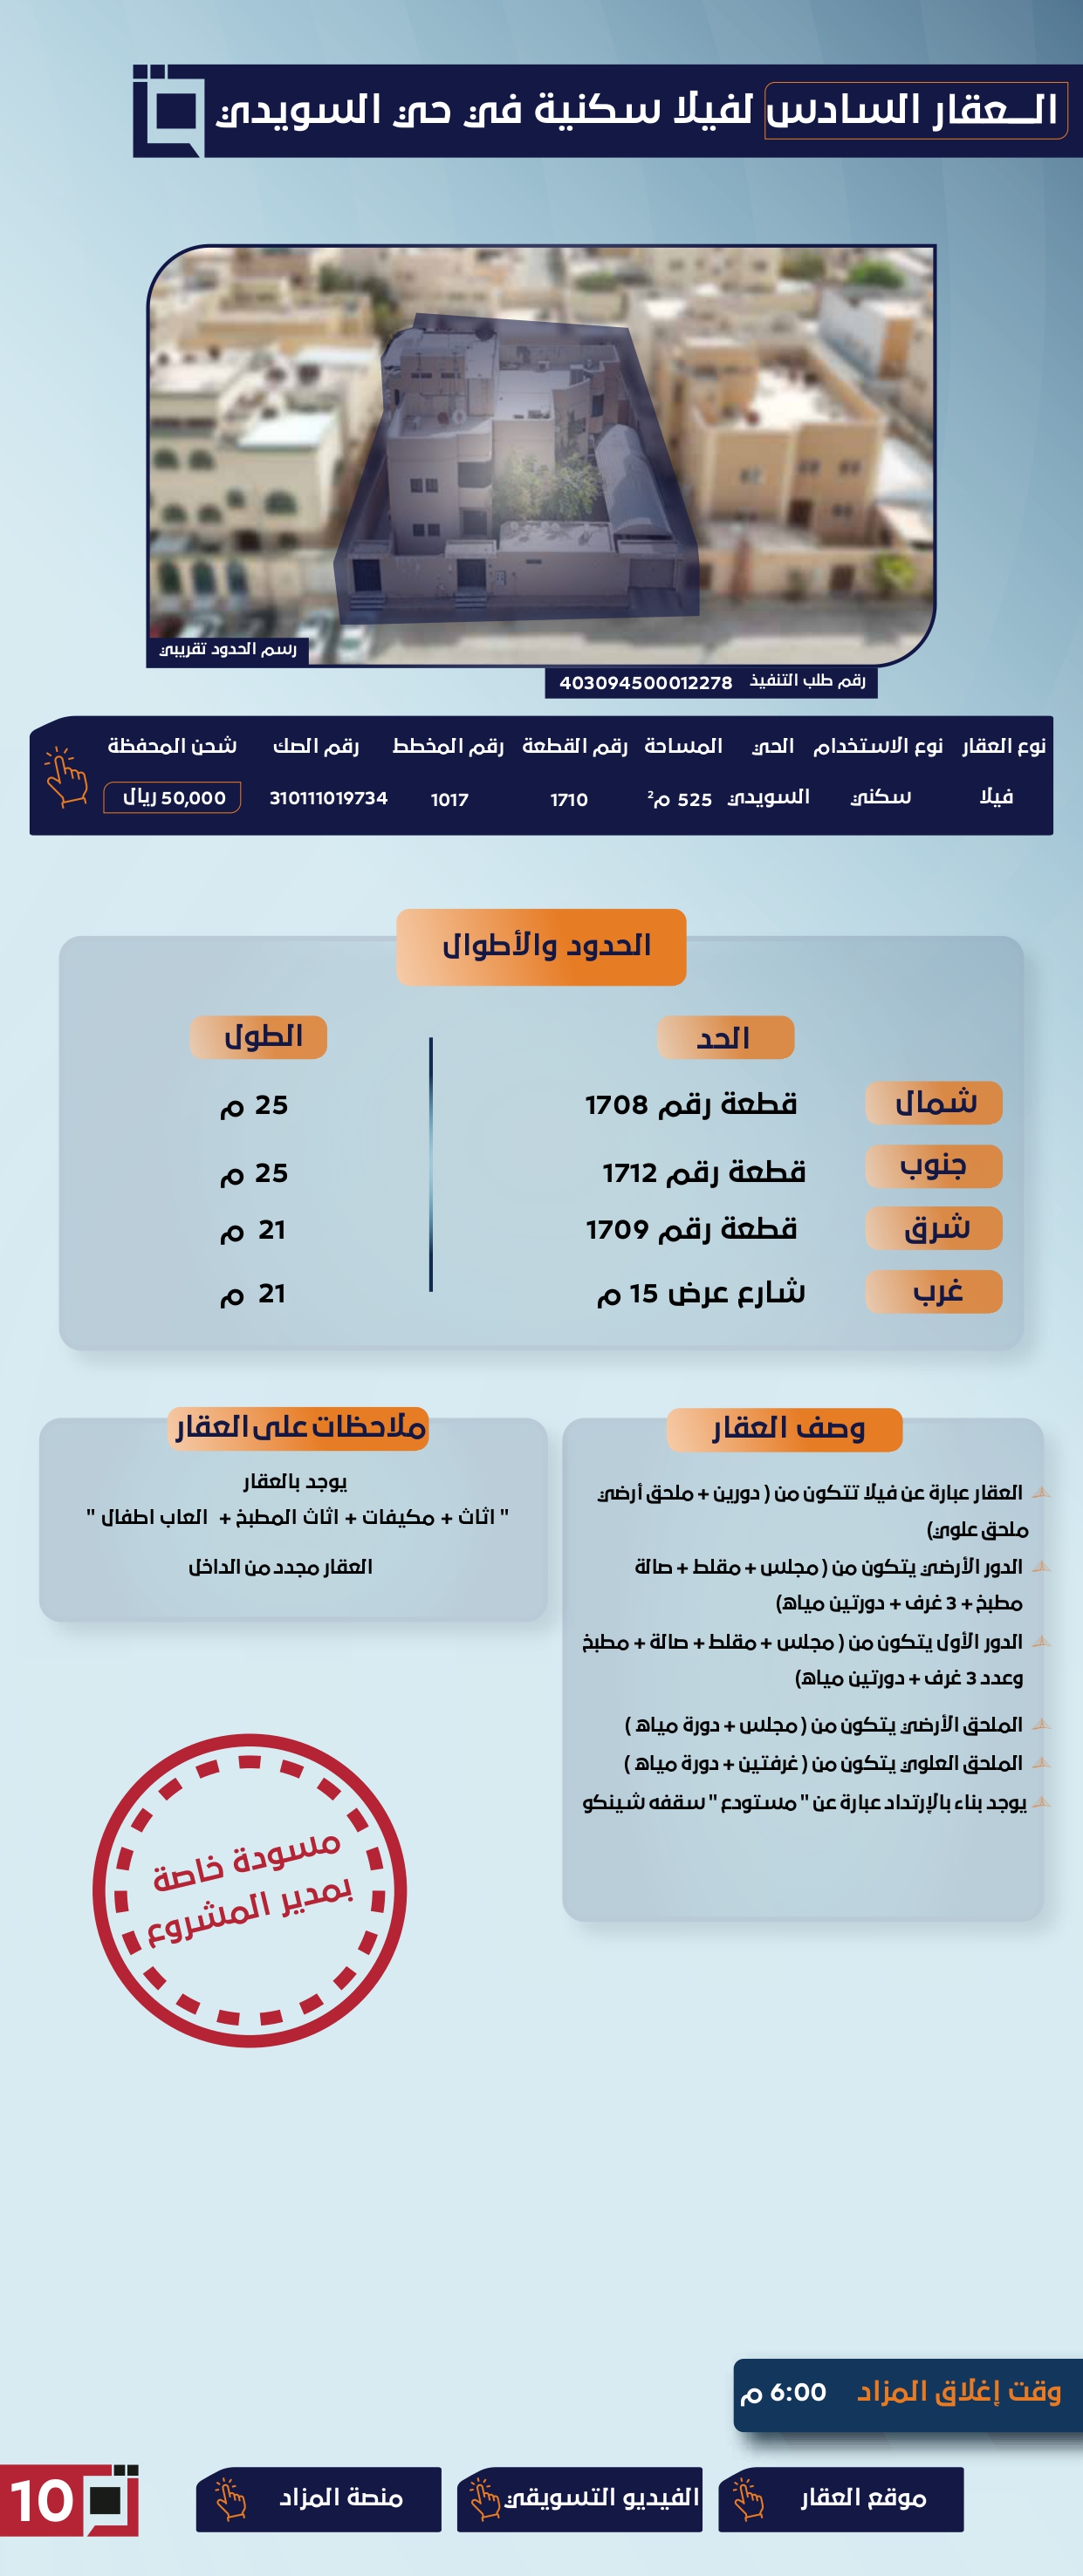 العقار السادس لفيلا سكنية في حي السويدي
رسم الحدود تقريبي
رقم طلب التنفيذ 403094500012278
نوع العقار نوع الاستخدام الحي المساحة رقم القطعة رقم المخطط رقم الصك شحن المحفظة
فيلا سكني السويدي 525 م² 1710 1017 310111019734 50,000 ريال
الحدود والأطوال
الحد الطول
شمال قطعة رقم 1708 25 م
جنوب قطعة رقم 1712 25 م
شرق قطعة رقم 1709 21 م
غرب شارع عرض 15 م 21 م
وصف العقار
العقار عبارة عن فيلا تتكون من ( دورين + ملحق أرضي
ملحق علوي)
الدور الأرضي يتكون من ( مجلس + مقلط + صالة
مطبخ + 3 غرف + دورتين مياه)
الدور الأول يتكون من ( مجلس + مقلط + صالة + مطبخ
وعدد 3 غرف + دورتين مياه)
الملحق الأرضي يتكون من ( مجلس + دورة مياه )
الملحق العلوي يتكون من ( غرفتين + دورة مياه )
يوجد بناء بالإرتداد عبارة عن " مستودع " سقفه شينكو
ملاحظات على العقار
يوجد بالعقار
" اثاث + مكيفات + اثاث المطبخ + العاب اطفال "
العقار مجدد من الداخل
مسودة خاصة
بمدير المشروع
وقت إغلاق المزاد 6:00 م
موقع العقار الفيديو التسويقي منصة المزاد
10